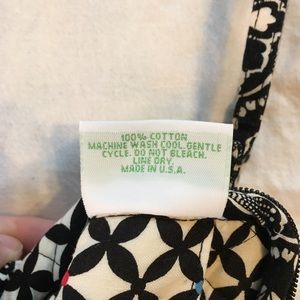 100% COTTON
MACHINE WASH COOL. GENTLE
CYCLE. DO NOT BLEACH.
LINE DRY.
MADE IN U.S.A.